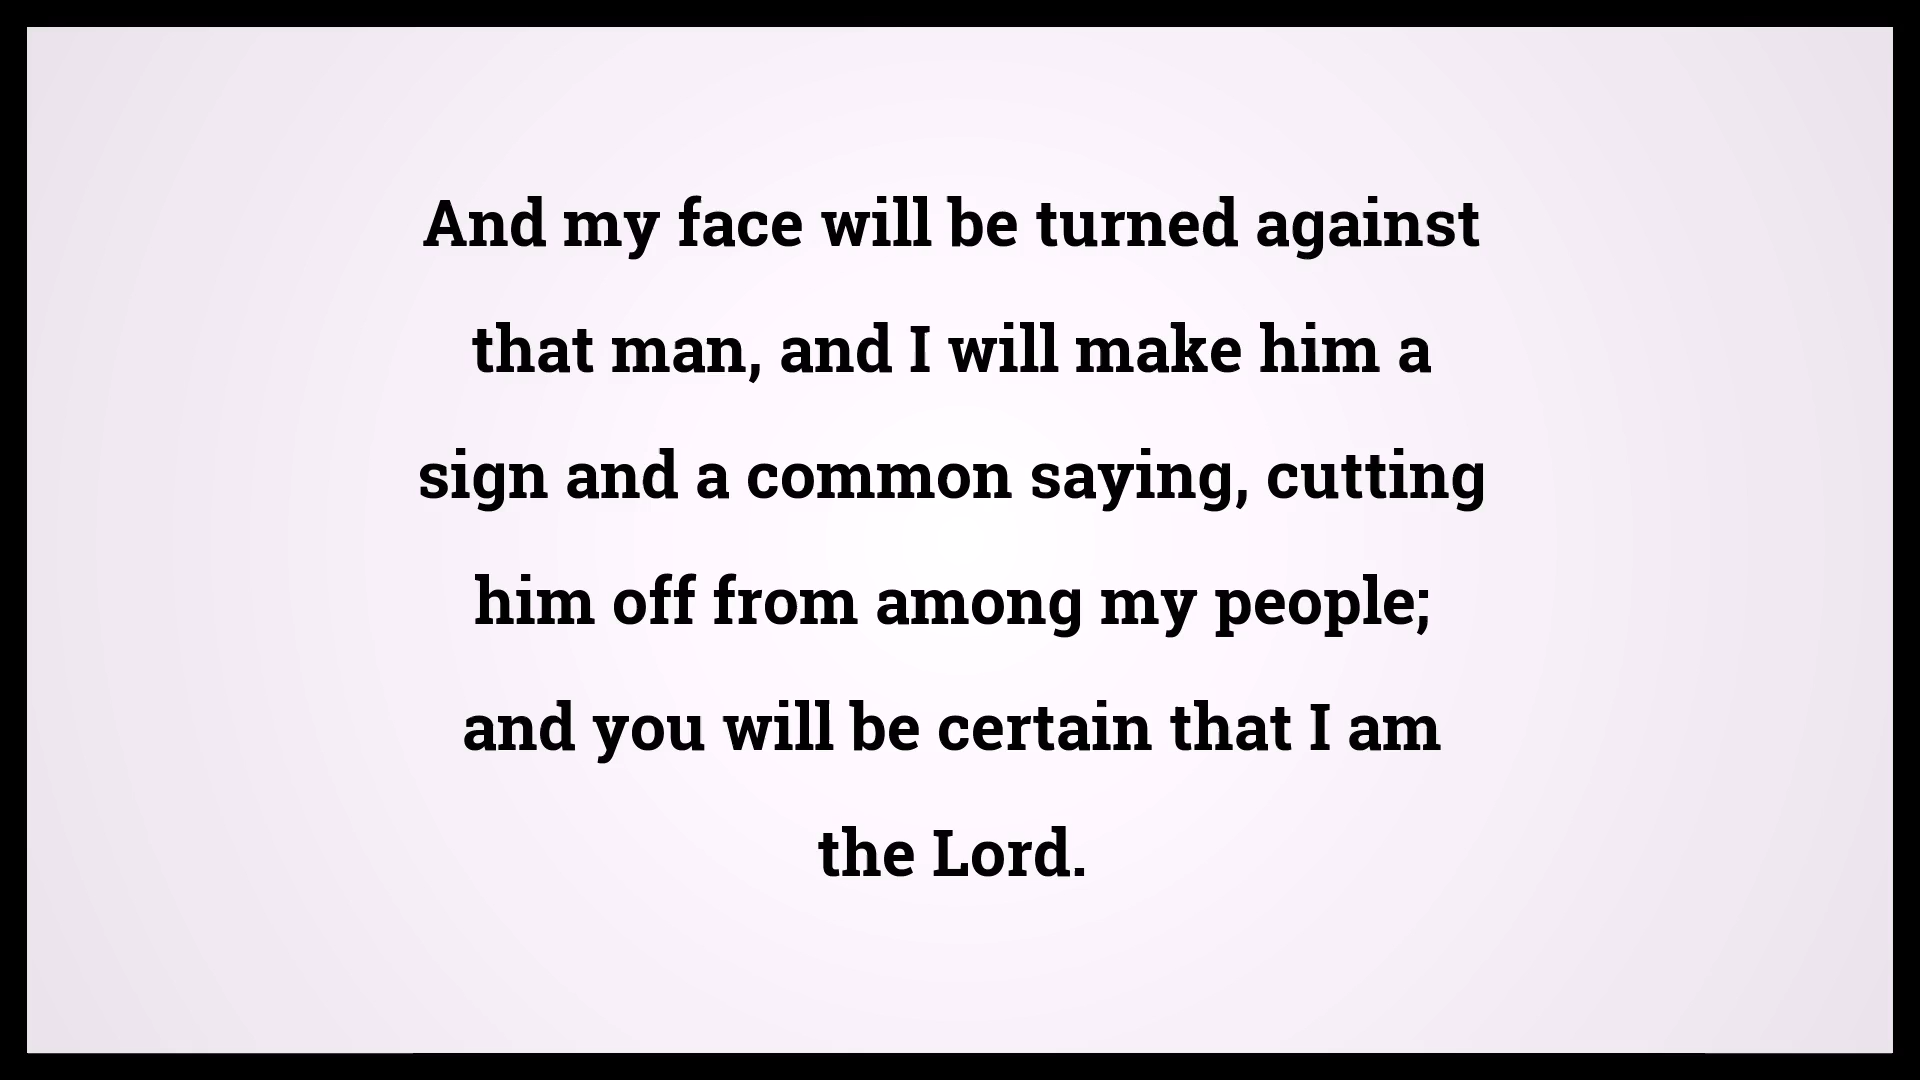 And my face will be turned against
that man, and I will make him a
sign and a common saying, cutting
him off from among my people;
and you will be certain that I am
the Lord.